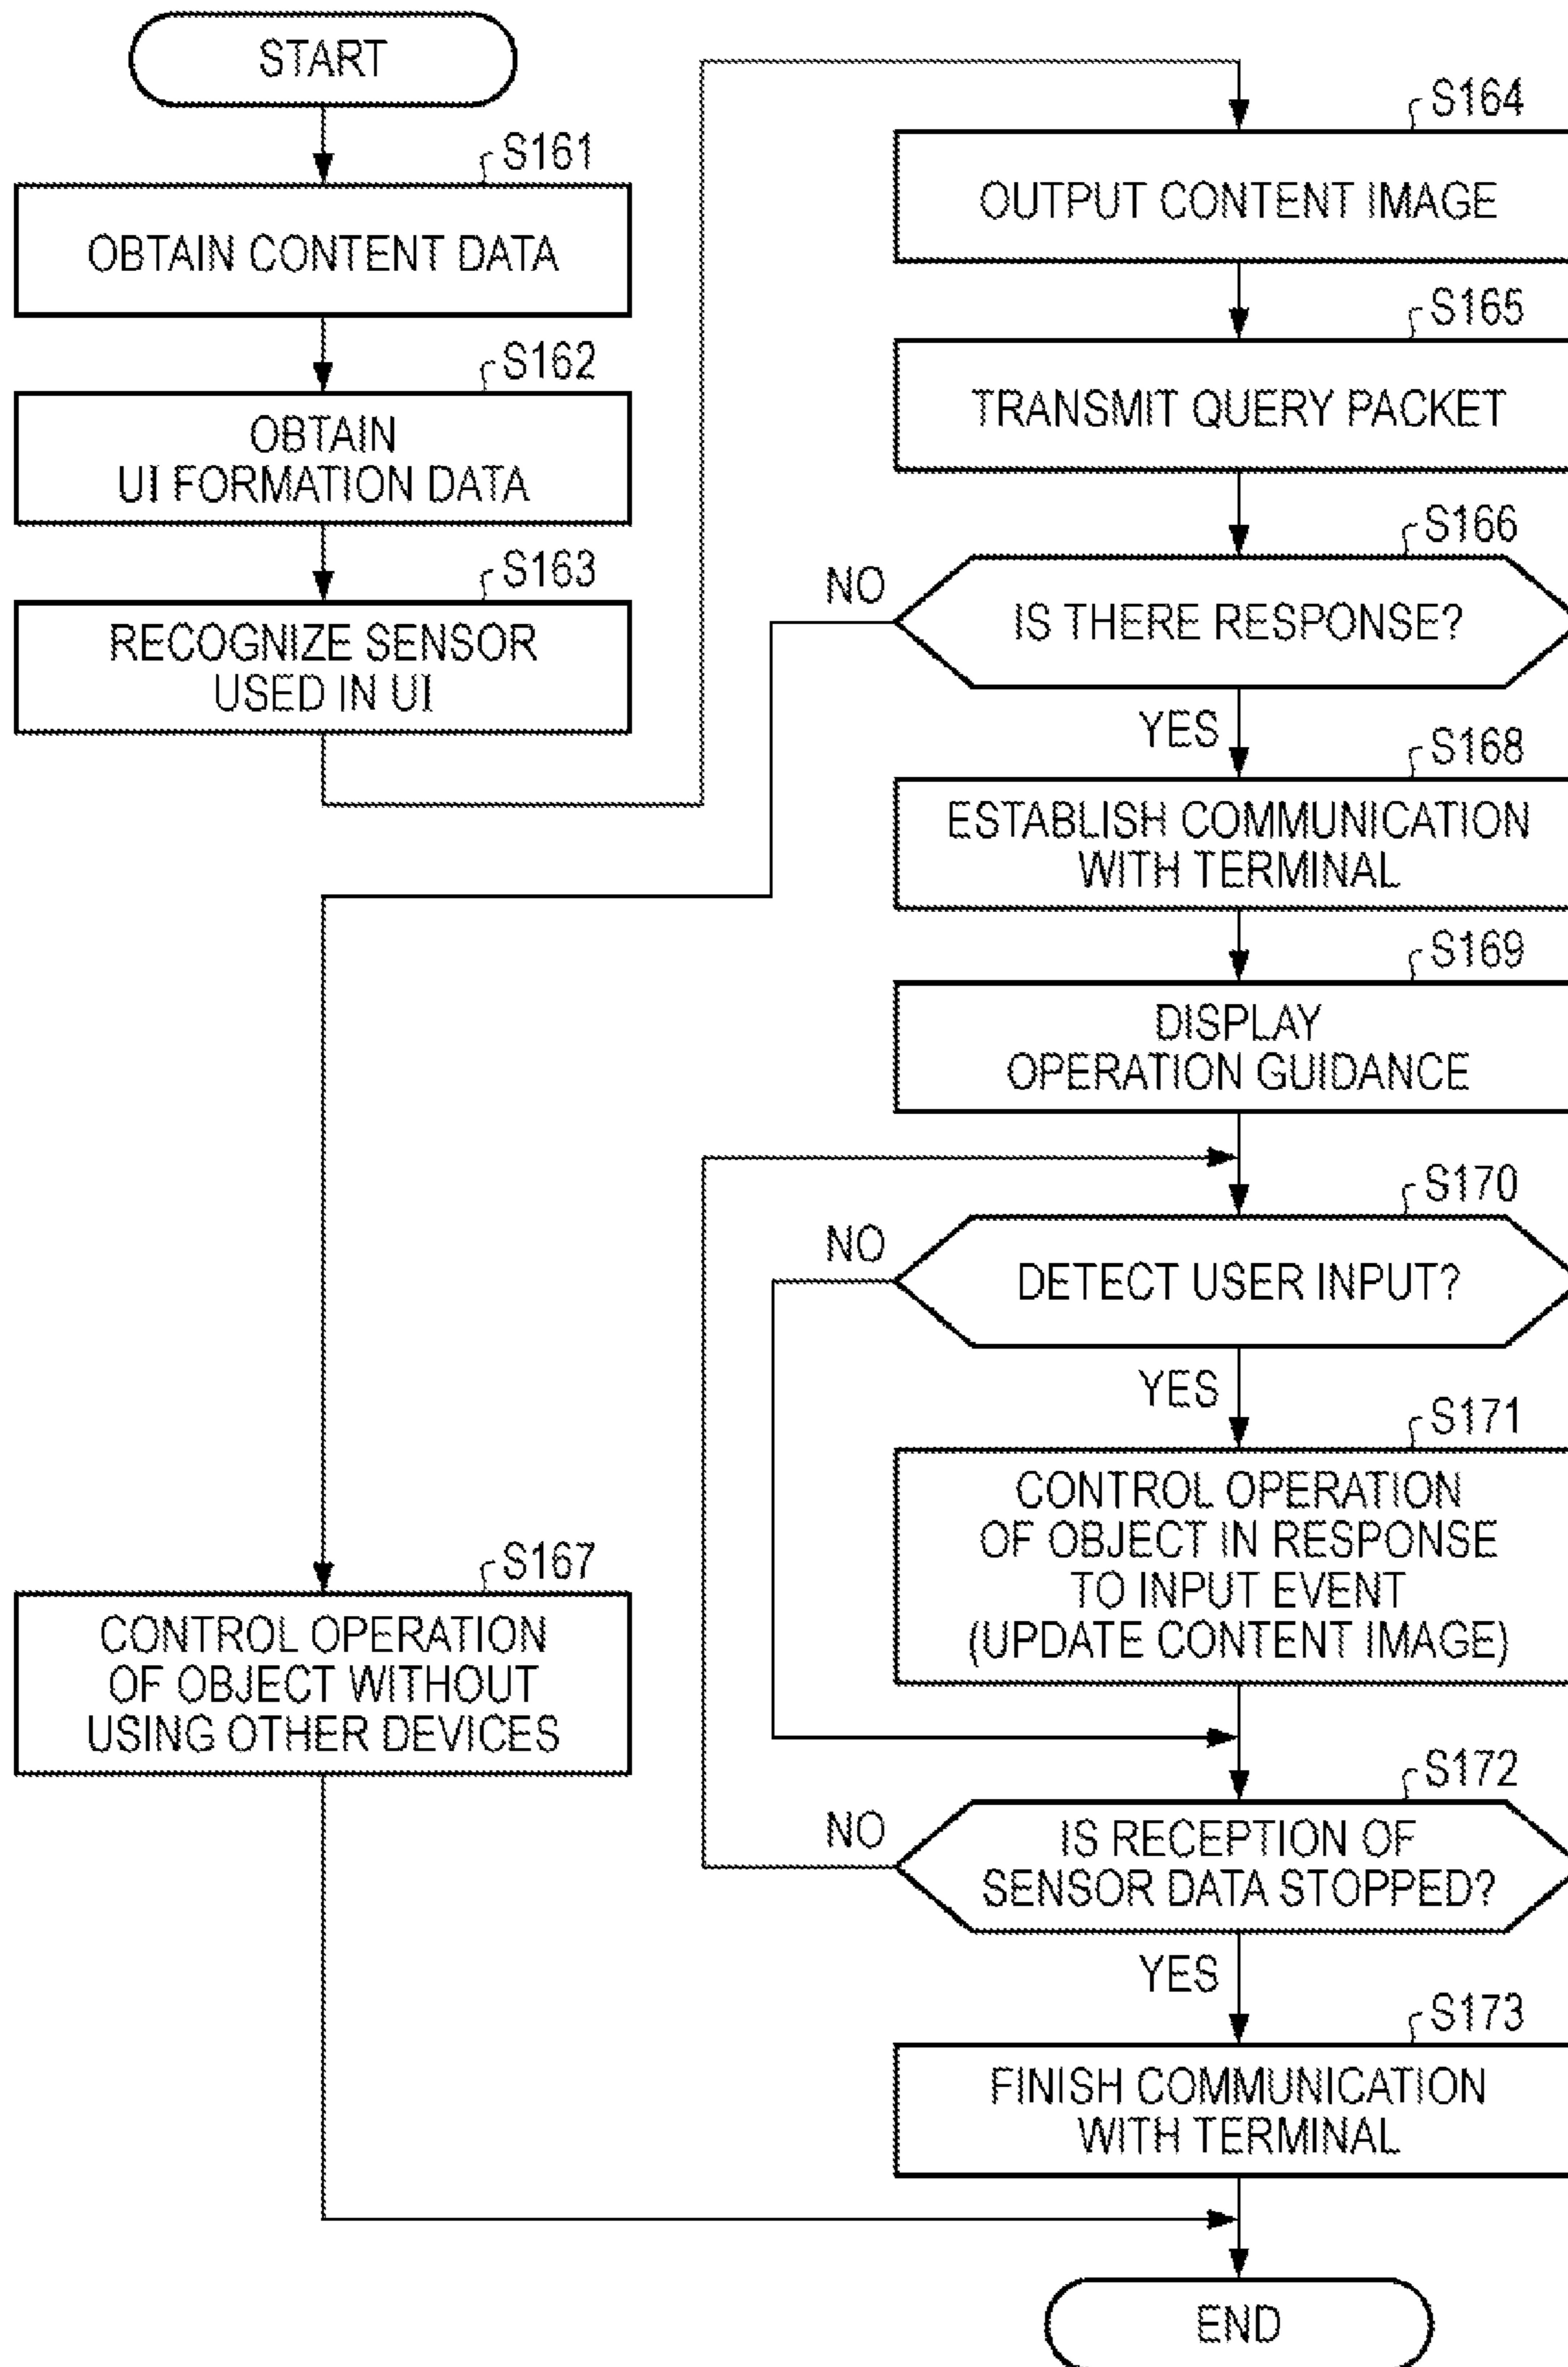 START
S161
OBTAIN CONTENT DATA
S162
OBTAIN
UI FORMATION DATA
S163
RECOGNIZE SENSOR
USED IN UI
S164
OUTPUT CONTENT IMAGE
S165
TRANSMIT QUERY PACKET
S166
IS THERE RESPONSE?
NO
YES
S167
CONTROL OPERATION
OF OBJECT WITHOUT
USING OTHER DEVICES
S168
ESTABLISH COMMUNICATION
WITH TERMINAL
S169
DISPLAY
OPERATION GUIDANCE
S170
DETECT USER INPUT?
NO
YES
S171
CONTROL OPERATION
OF OBJECT IN RESPONSE
TO INPUT EVENT
(UPDATE CONTENT IMAGE)
S172
IS RECEPTION OF
SENSOR DATA STOPPED?
NO
YES
S173
FINISH COMMUNICATION
WITH TERMINAL
END